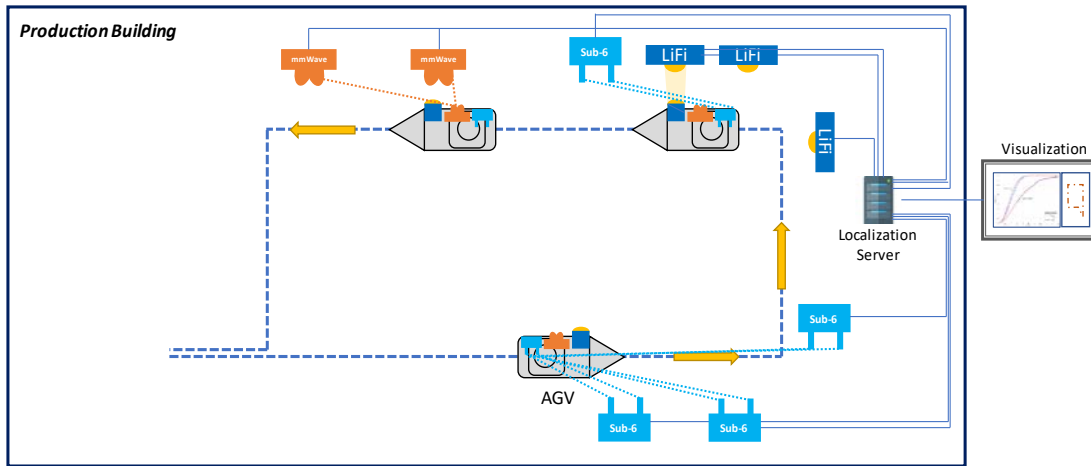 Production Building
mmWave
mmWave
Sub-6
LiFi
LiFi
LiFi
Visualization
Localization
Server
Sub-6
AGV
Sub-6
Sub-6